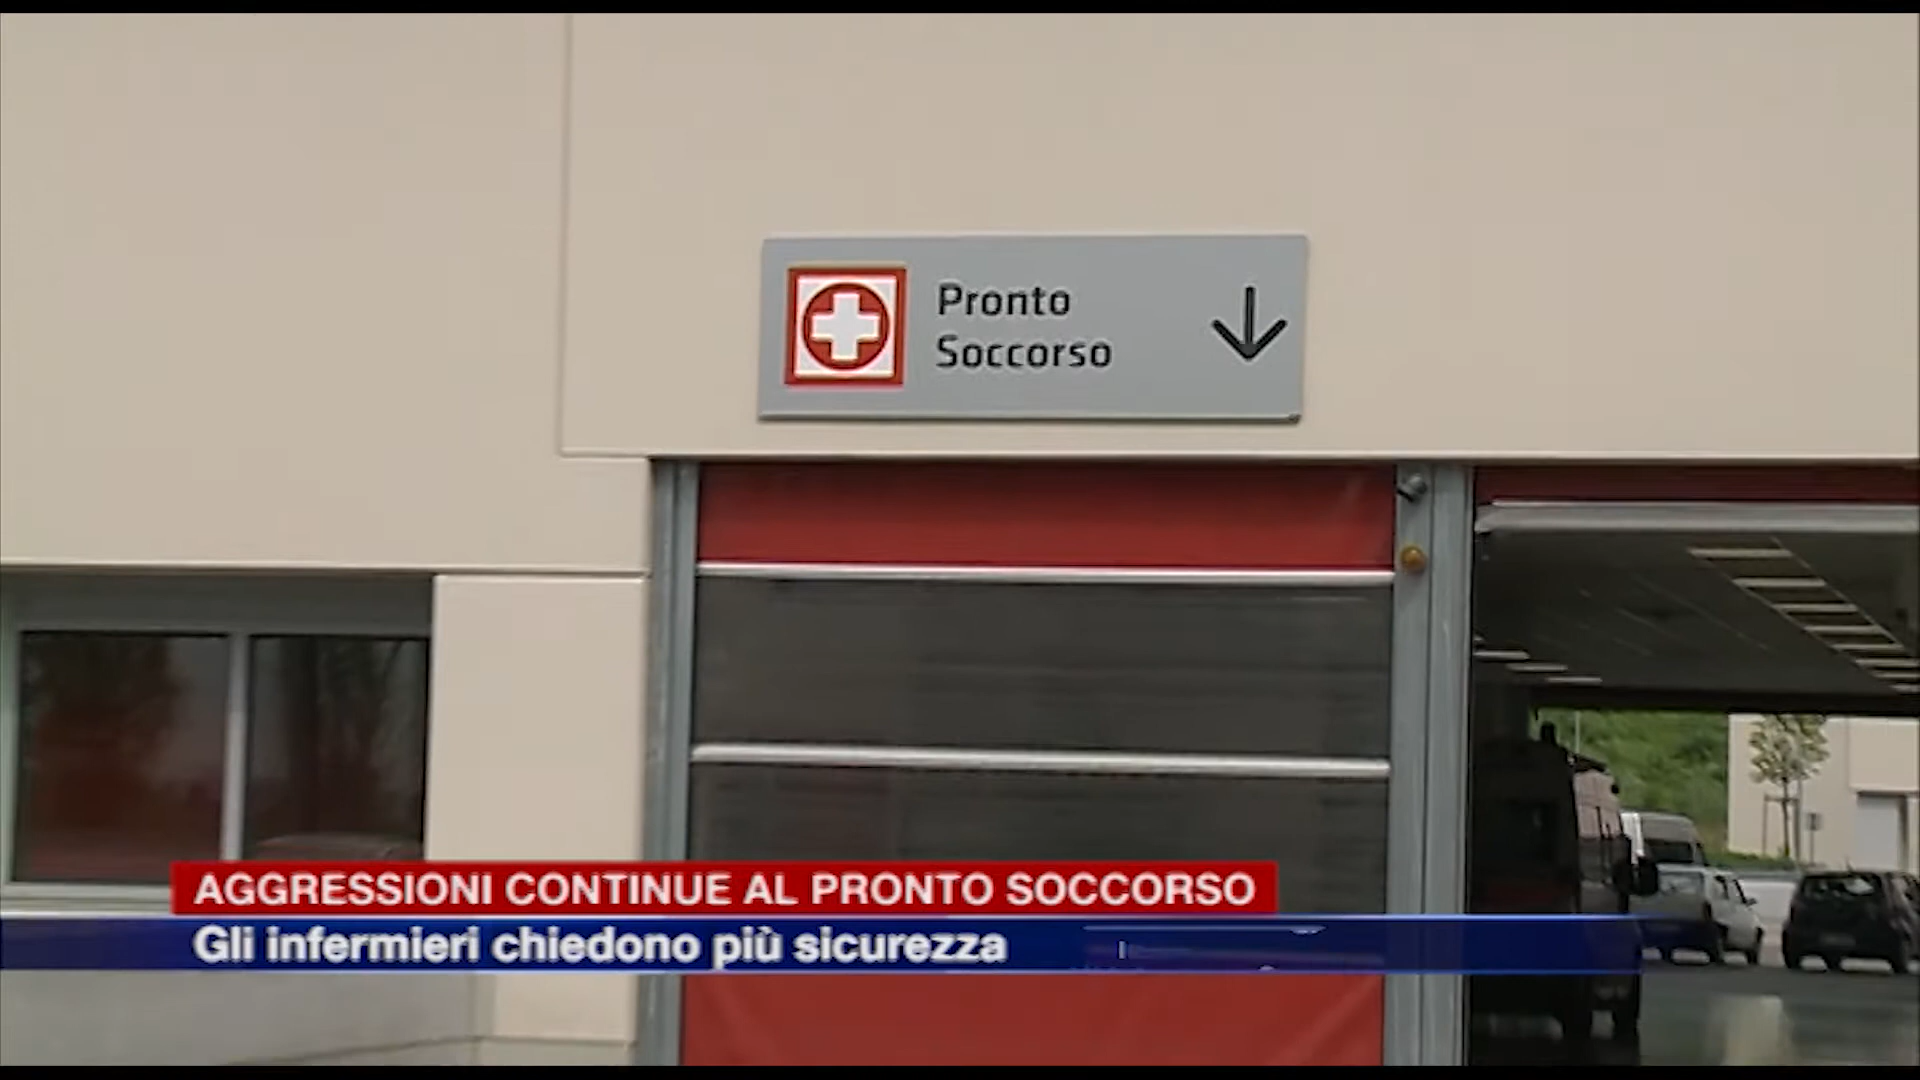 Pronto
Soccorso
AGGRESSIONI CONTINUE AL PRONTO SOCCORSO
Gli infermieri chiedono più sicurezza